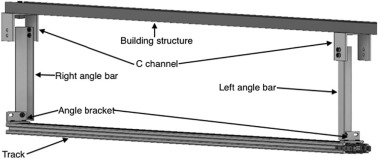 Building structure
C channel
Right angle bar
Left angle bar
Angle bracket
Track